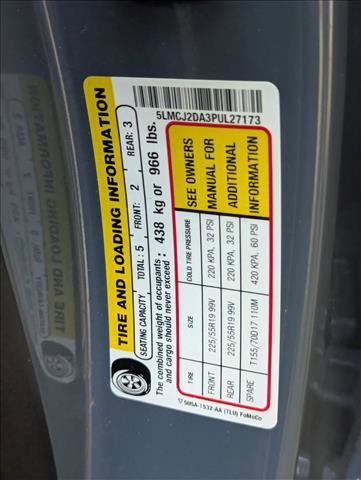 5LMCJ2DA3PUL27173
TIRE AND LOADING INFORMATION
SEATING CAPACITY TOTAL: 5 FRONT: 2 REAR: 3
The combined weight of occupants
and cargo should never exceed : 438 kg or 966 lbs.
TIRE SIZE COLD TIRE PRESSURE
FRONT 225/55R19 99V 220 KPA, 32 PSI
REAR 225/55R19 99V 220 KPA, 32 PSI
SPARE T155/70D17 110M 420 KPA, 60 PSI
SEE OWNERS
MANUAL FOR
ADDITIONAL
INFORMATION
5U5A-1532-AA (TLU) FoMoCo